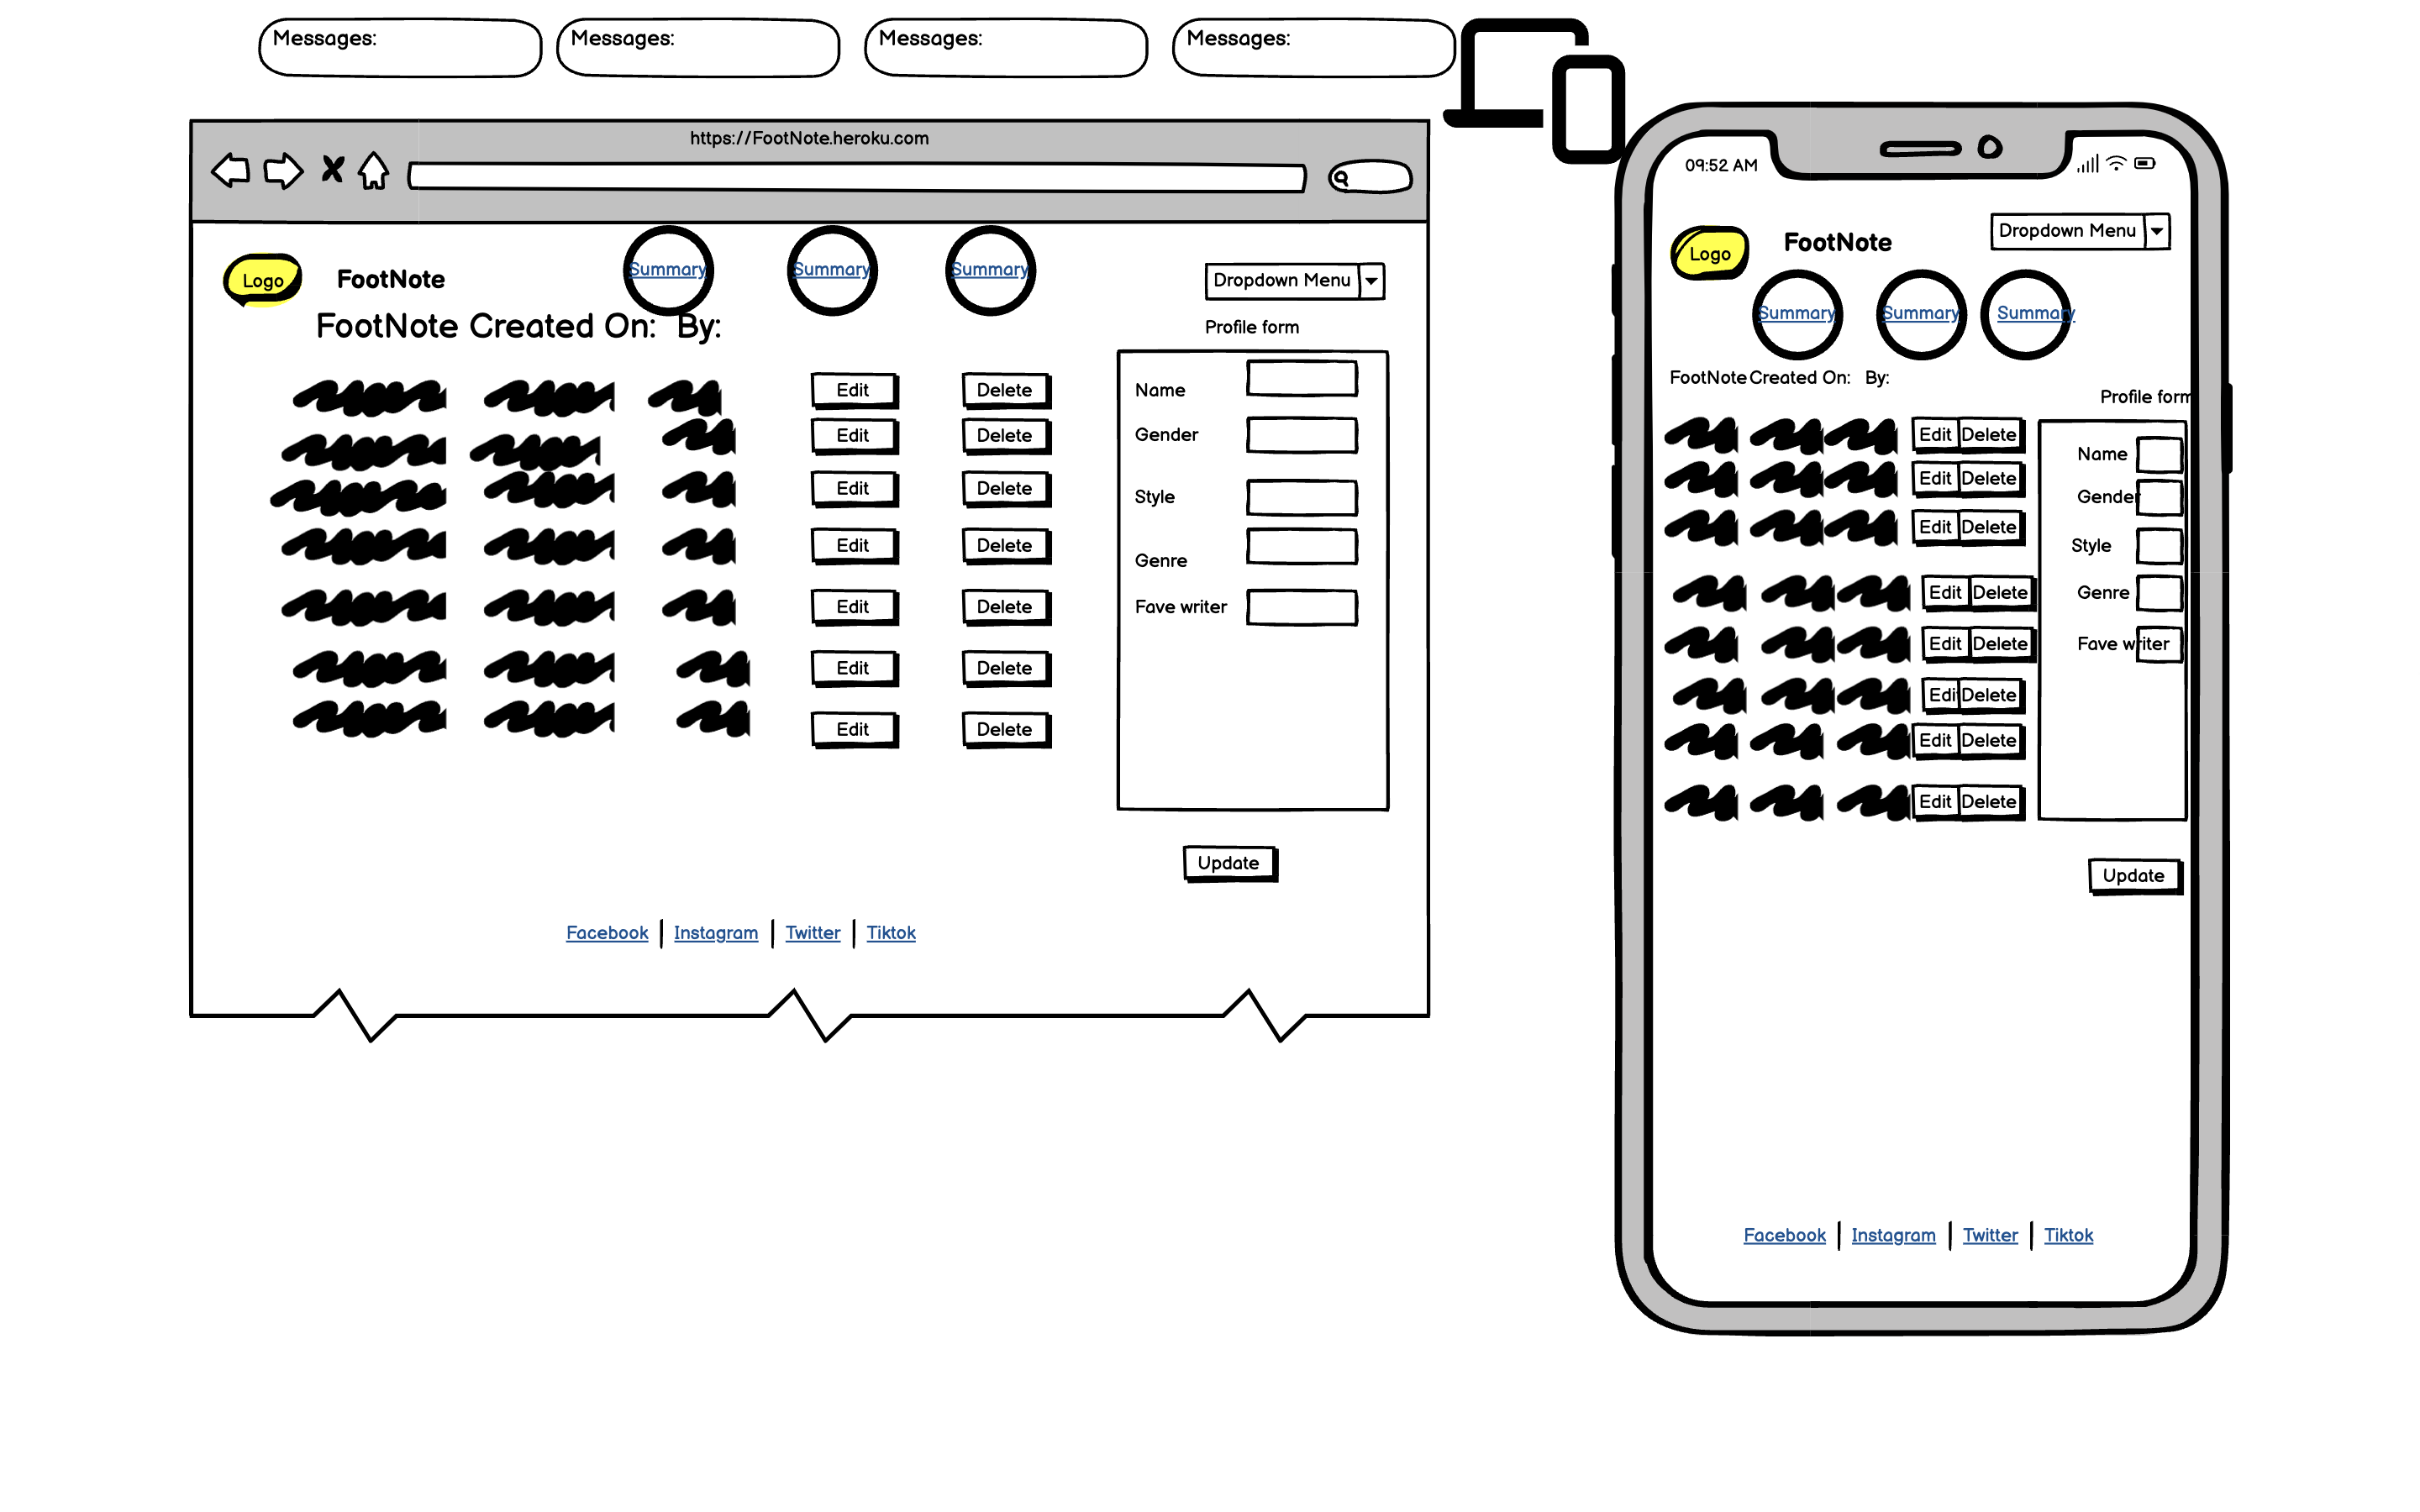 Messages: Messages: Messages: Messages:
https://FootNote.heroku.com
Logo FootNote Summary Summary Summary Dropdown Menu
FootNote Created On: By: Profile form
Edit Delete Name
Edit Delete Gender
Edit Delete Style
Edit Delete Genre
Edit Delete Fave writer
Edit Delete
Edit Delete
Update
Facebook Instagram Twitter Tiktok
09:52 AM
Logo FootNote Dropdown Menu
Summary Summary Summary
FootNote Created On: By:
Profile form
Edit Delete Name
Edit Delete Gender
Edit Delete Style
Edit Delete Genre
Edit Delete Fave writer
Edi Delete
Edit Delete
Edit Delete
Update
Facebook Instagram Twitter Tiktok